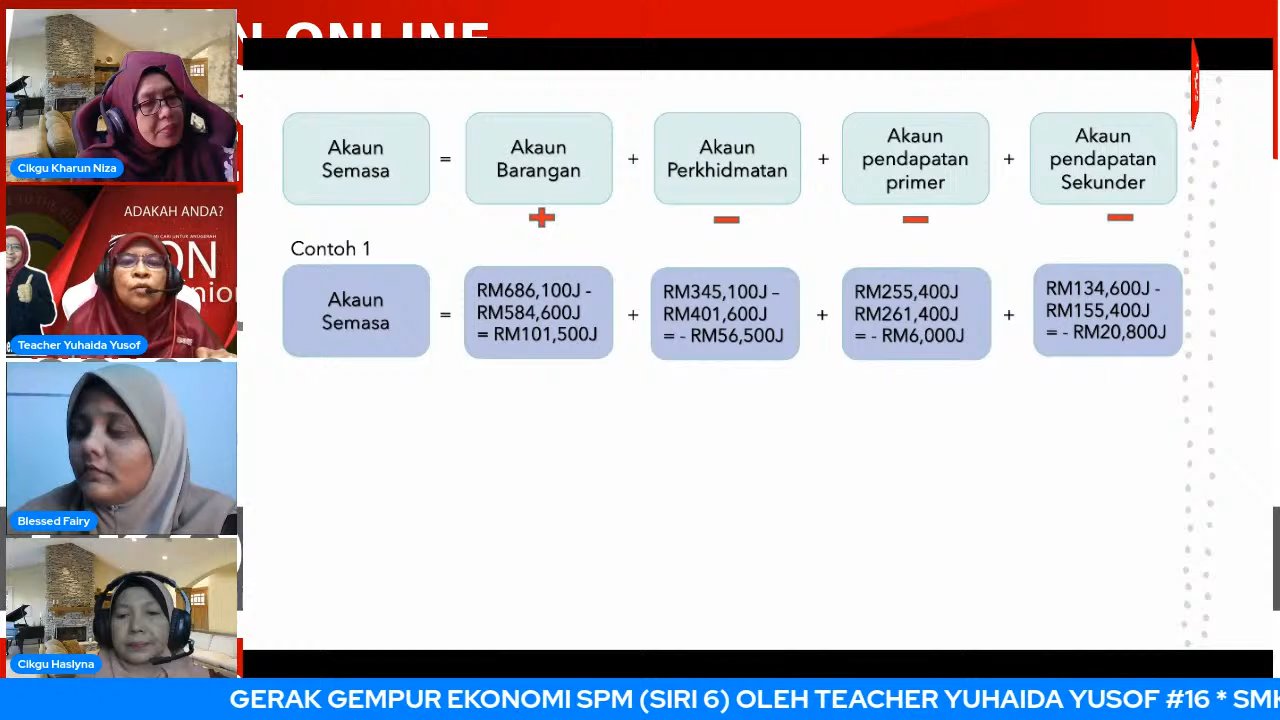 N ONLINE
Cikgu Kharun Niza
ADAKAH ANDA?
Teacher Yuhaida Yusof
Blessed Fairy
Cikgu Haslyna
Akaun
Semasa
=
Akaun
Barangan
+
Akaun
Perkhidmatan
+
Akaun
pendapatan
primer
+
Akaun
pendapatan
Sekunder
Contoh 1
Akaun
Semasa
=
RM686,100J -
RM584,600J
= RM101,500J
+
RM345,100J –
RM401,600J
= - RM56,500J
+
RM255,400J
RM261,400J
= - RM6,000J
+
RM134,600J -
RM155,400J
= - RM20,800J
GERAK GEMPUR EKONOMI SPM (SIRI 6) OLEH TEACHER YUHAIDA YUSOF #16 * SM